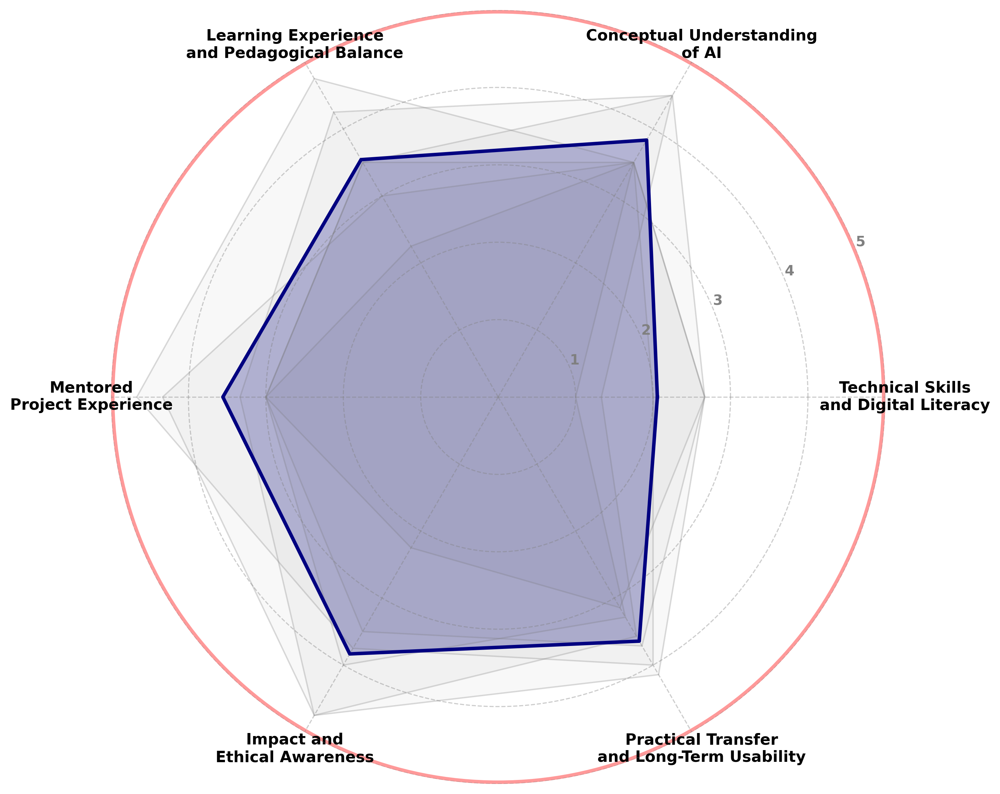 Learning Experience
and Pedagogical Balance
Conceptual Understanding
of AI
5
4
3
2
1
Mentored
Project Experience
Technical Skills
and Digital Literacy
Impact and
Ethical Awareness
Practical Transfer
and Long-Term Usability